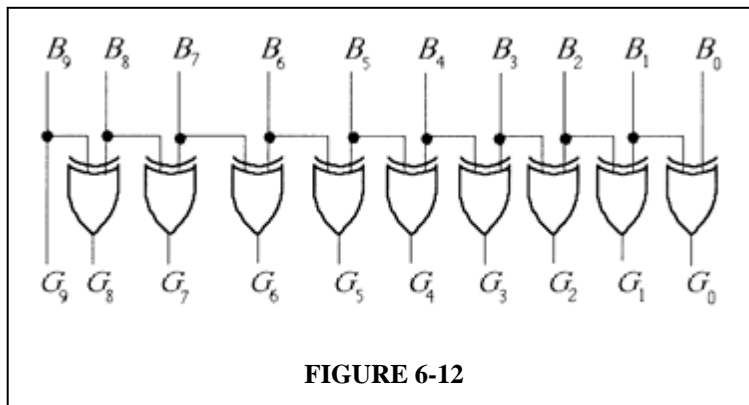 B₉ B₈ B₇ B₆ B₅ B₄ B₃ B₂ B₁ B₀
G₉ G₈ G₇ G₆ G₅ G₄ G₃ G₂ G₁ G₀
FIGURE 6-12